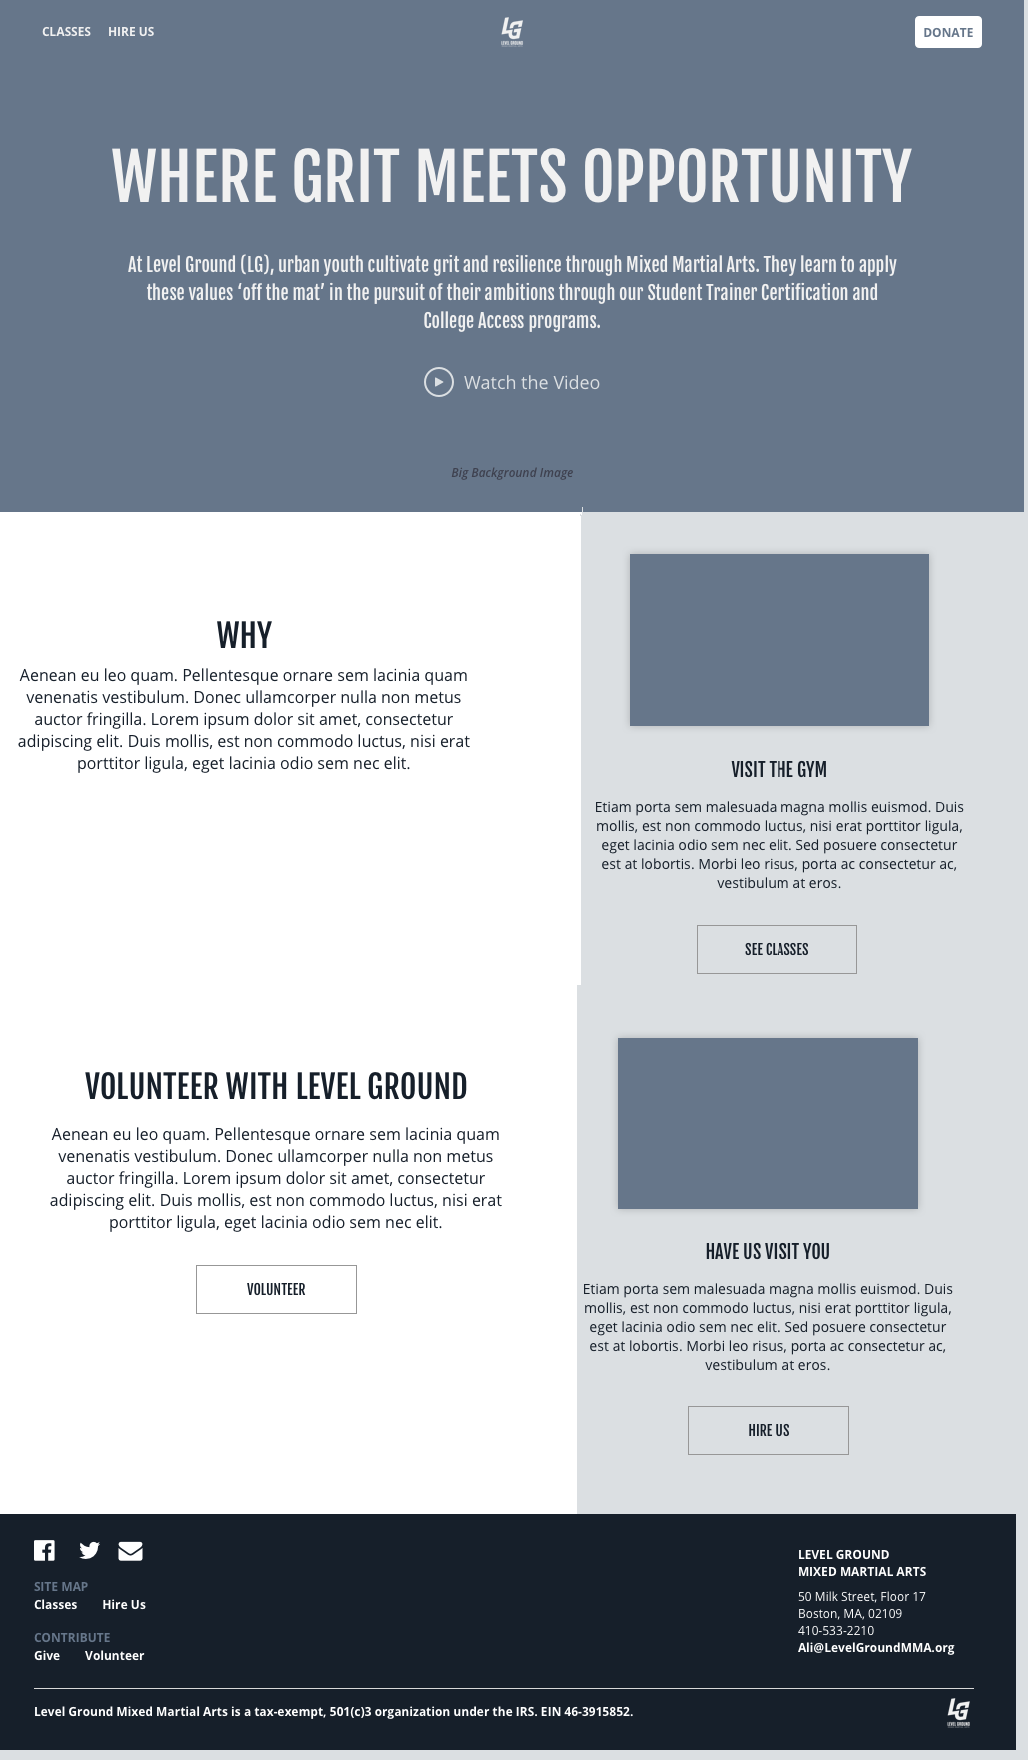 CLASSES HIRE US
LG
LEVEL GROUND
DONATE
WHERE GRIT MEETS OPPORTUNITY
At Level Ground (LG), urban youth cultivate grit and resilience through Mixed Martial Arts. They learn to apply
these values ‘off the mat’ in the pursuit of their ambitions through our Student Trainer Certification and
College Access programs.
Watch the Video
Big Background Image
WHY
Aenean eu leo quam. Pellentesque ornare sem lacinia quam
venenatis vestibulum. Donec ullamcorper nulla non metus
auctor fringilla. Lorem ipsum dolor sit amet, consectetur
adipiscing elit. Duis mollis, est non commodo luctus, nisi erat
porttitor ligula, eget lacinia odio sem nec elit.
VISIT THE GYM
Etiam porta sem malesuada magna mollis euismod. Duis
mollis, est non commodo luctus, nisi erat porttitor ligula,
eget lacinia odio sem nec elit. Sed posuere consectetur
est at lobortis. Morbi leo risus, porta ac consectetur ac,
vestibulum at eros.
SEE CLASSES
VOLUNTEER WITH LEVEL GROUND
Aenean eu leo quam. Pellentesque ornare sem lacinia quam
venenatis vestibulum. Donec ullamcorper nulla non metus
auctor fringilla. Lorem ipsum dolor sit amet, consectetur
adipiscing elit. Duis mollis, est non commodo luctus, nisi erat
porttitor ligula, eget lacinia odio sem nec elit.
VOLUNTEER
HAVE US VISIT YOU
Etiam porta sem malesuada magna mollis euismod. Duis
mollis, est non commodo luctus, nisi erat porttitor ligula,
eget lacinia odio sem nec elit. Sed posuere consectetur
est at lobortis. Morbi leo risus, porta ac consectetur ac,
vestibulum at eros.
HIRE US
SITE MAP
Classes Hire Us
CONTRIBUTE
Give Volunteer
LEVEL GROUND
MIXED MARTIAL ARTS
50 Milk Street, Floor 17
Boston, MA, 02109
410-533-2210
Ali@LevelGroundMMA.org
Level Ground Mixed Martial Arts is a tax-exempt, 501(c)3 organization under the IRS. EIN 46-3915852.
LG
LEVEL GROUND